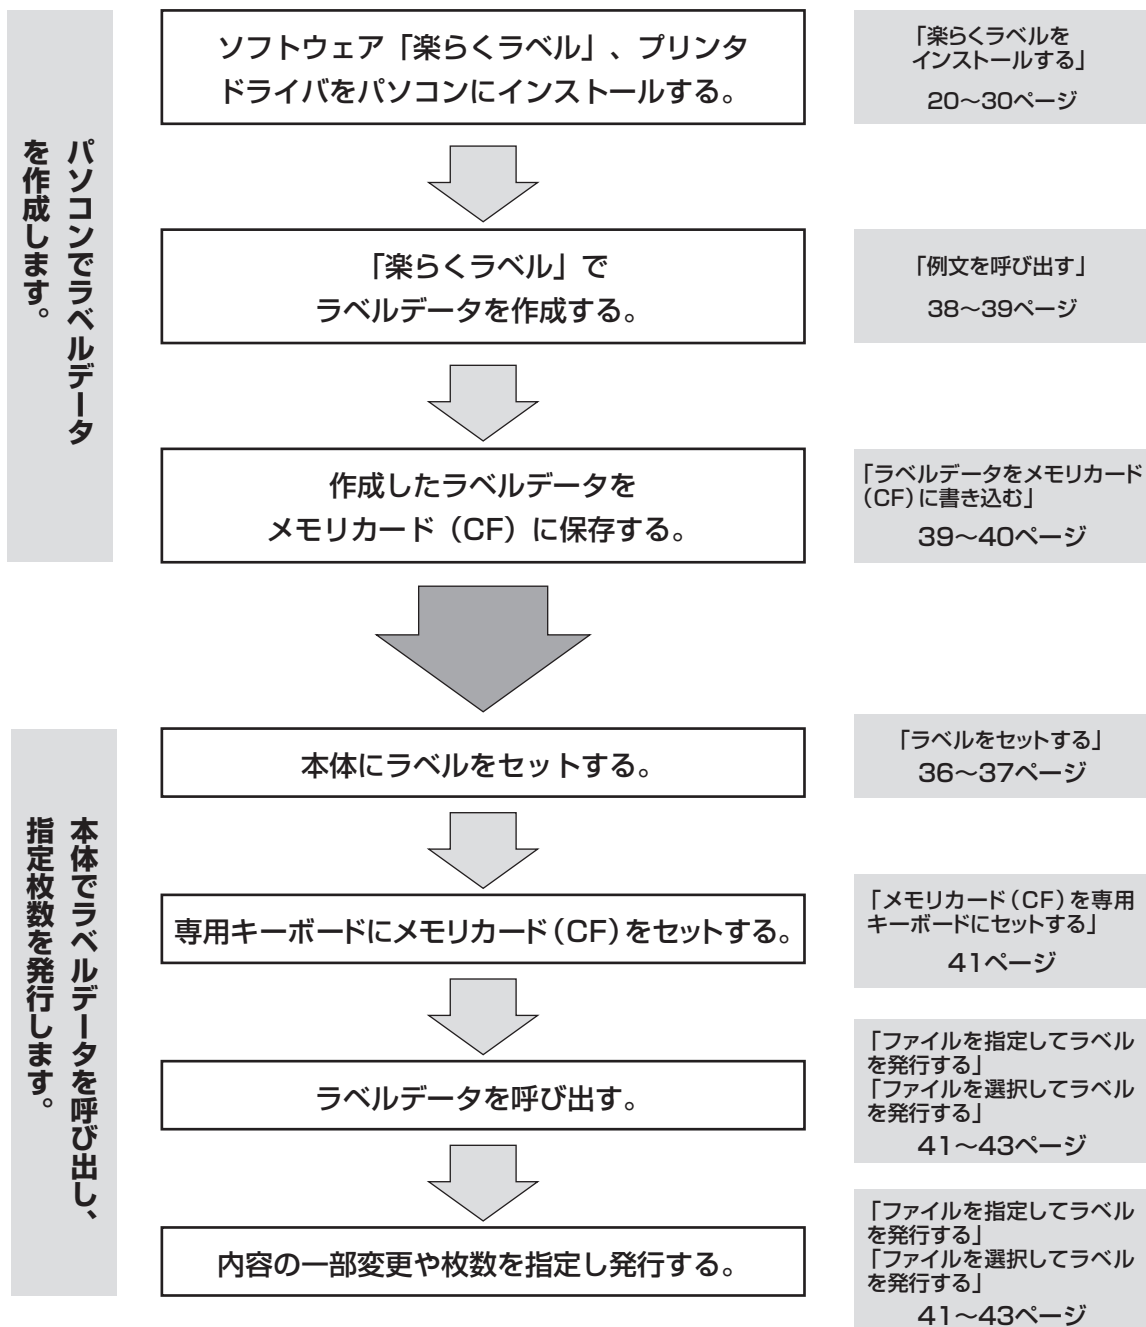 パソコンでラベルデータ
を作成します。
ソフトウェア「楽らくラベル」、プリンタ
ドライバをパソコンにインストールする。
「楽らくラベルを
インストールする」
20〜30ページ
「楽らくラベル」で
ラベルデータを作成する。
「例文を呼び出す」
38〜39ページ
作成したラベルデータを
メモリカード（CF）に保存する。
「ラベルデータをメモリカード
（CF）に書き込む」
39〜40ページ
本体でラベルデータを呼び出し、
指定枚数を発行します。
本体にラベルをセットする。
「ラベルをセットする」
36〜37ページ
専用キーボードにメモリカード（CF）をセットする。
「メモリカード（CF）を専用
キーボードにセットする」
41ページ
ラベルデータを呼び出す。
「ファイルを指定してラベル
を発行する」
「ファイルを選択してラベル
を発行する」
41〜43ページ
内容の一部変更や枚数を指定し発行する。
「ファイルを指定してラベル
を発行する」
「ファイルを選択してラベル
を発行する」
41〜43ページ